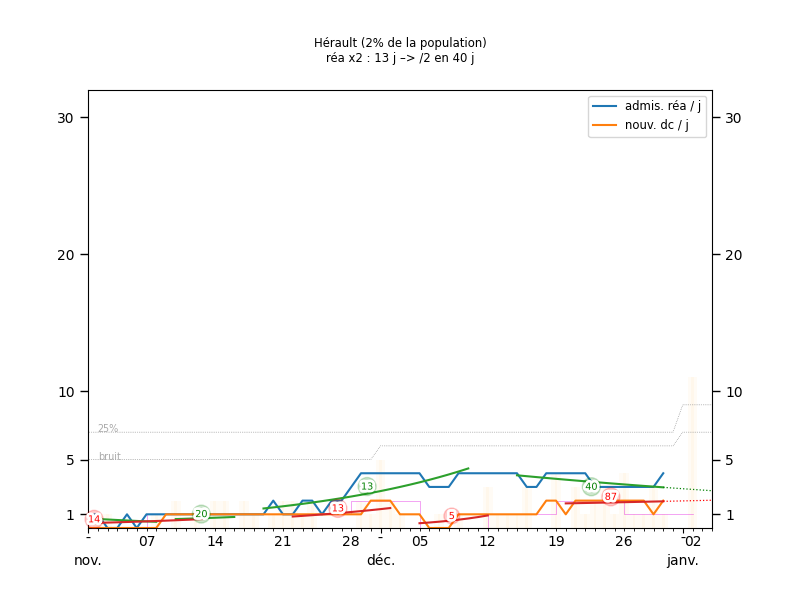 Hérault (2% de la population)
réa x2 : 13 j –> /2 en 40 j
admis. réa / j
nouv. dc / j
30 30
20 20
10 10
5 5
1 1
25%
bruit
14 20 13 13 5 40 87
- 07 14 21 28 - 05 12 19 26 02
nov. déc. janv.